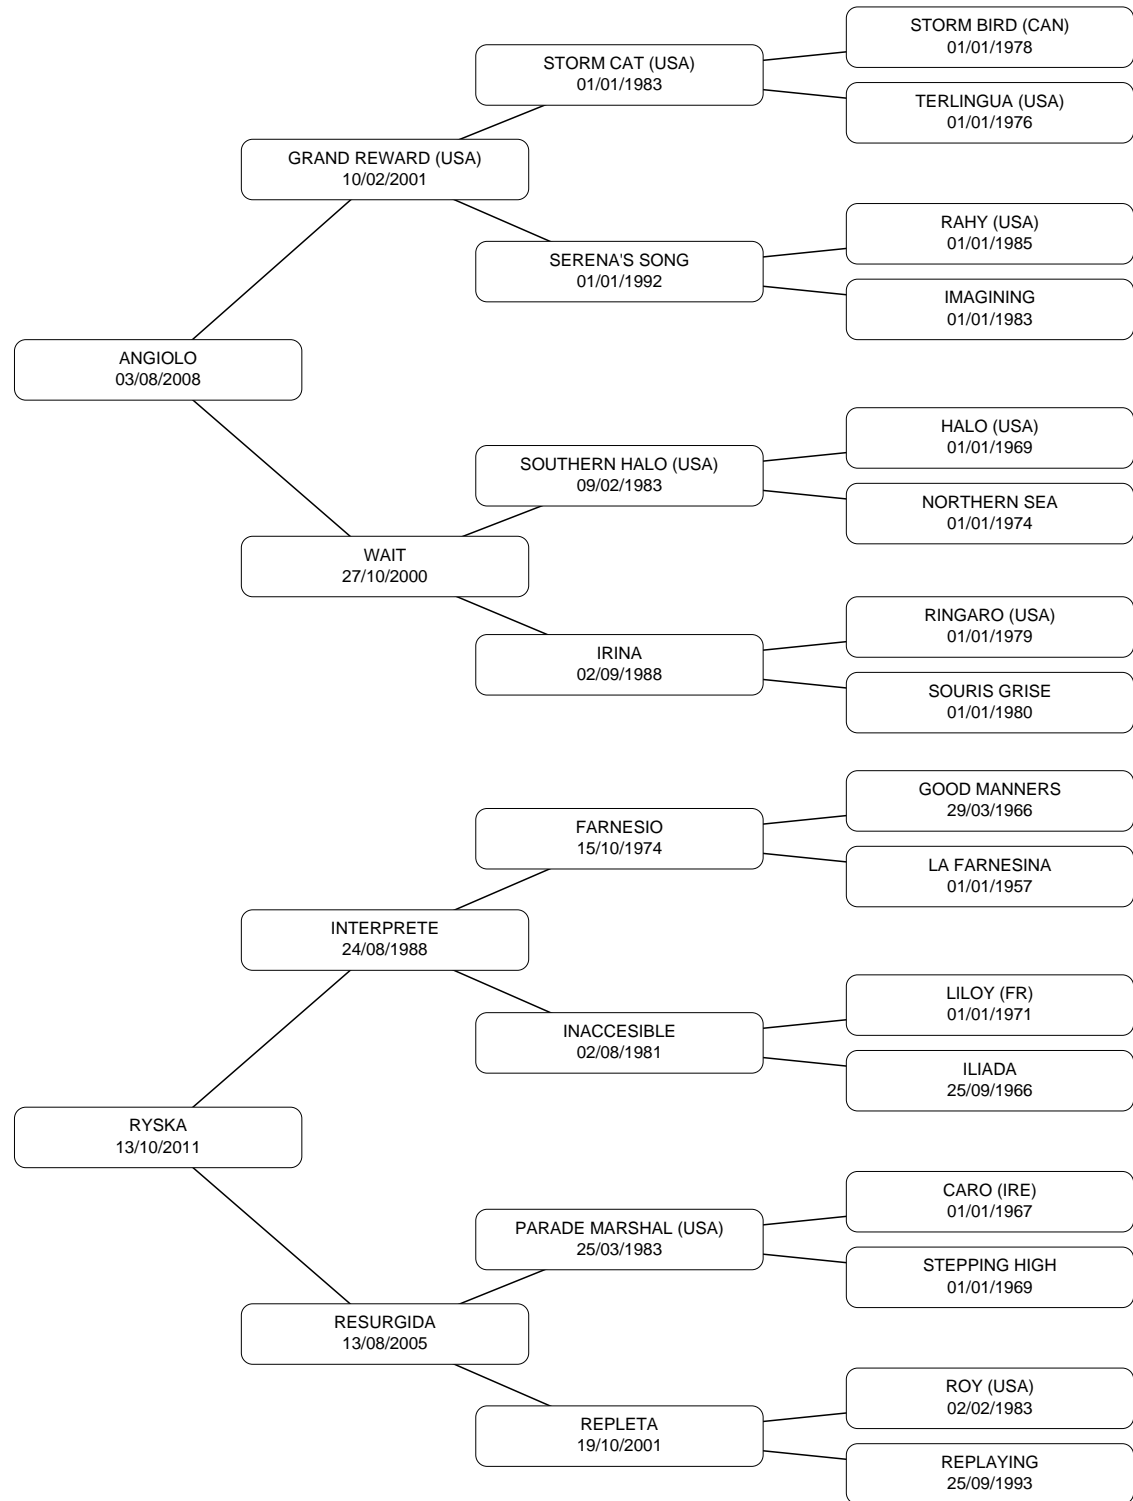 STORM BIRD (CAN)
01/01/1978
STORM CAT (USA)
01/01/1983
TERLINGUA (USA)
01/01/1976
GRAND REWARD (USA)
10/02/2001
RAHY (USA)
01/01/1985
SERENA'S SONG
01/01/1992
IMAGINING
01/01/1983
ANGIOLO
03/08/2008
HALO (USA)
01/01/1969
SOUTHERN HALO (USA)
09/02/1983
NORTHERN SEA
01/01/1974
WAIT
27/10/2000
RINGARO (USA)
01/01/1979
IRINA
02/09/1988
SOURIS GRISE
01/01/1980
GOOD MANNERS
29/03/1966
FARNESIO
15/10/1974
LA FARNESINA
01/01/1957
INTERPRETE
24/08/1988
LILOY (FR)
01/01/1971
INACCESIBLE
02/08/1981
ILIADA
25/09/1966
RYSKA
13/10/2011
CARO (IRE)
01/01/1967
PARADE MARSHAL (USA)
25/03/1983
STEPPING HIGH
01/01/1969
RESURGIDA
13/08/2005
ROY (USA)
02/02/1983
REPLETA
19/10/2001
REPLAYING
25/09/1993